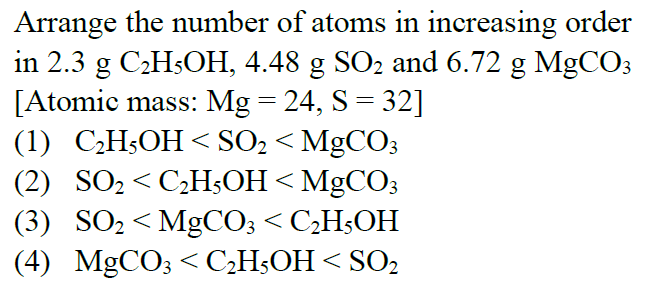 Arrange the number of atoms in increasing order
in 2.3 g C₂H₅OH, 4.48 g SO₂ and 6.72 g MgCO₃
[Atomic mass: Mg = 24, S = 32]
(1) C₂H₅OH < SO₂ < MgCO₃
(2) SO₂ < C₂H₅OH < MgCO₃
(3) SO₂ < MgCO₃ < C₂H₅OH
(4) MgCO₃ < C₂H₅OH < SO₂